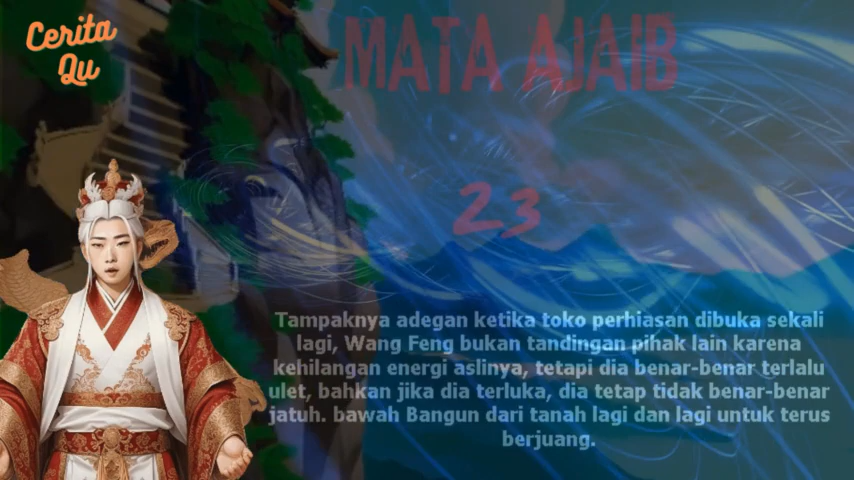 Cerita
Qu
MATA AJAIB
23
Tampaknya adegan ketika toko perhiasan dibuka sekali
lagi, Wang Feng bukan tandingan pihak lain karena
kehilangan energi aslinya, tetapi dia benar-benar terlalu
ulet, bahkan jika dia terluka, dia tetap tidak benar-benar
jatuh. bawah Bangun dari tanah lagi dan lagi untuk terus
berjuang.